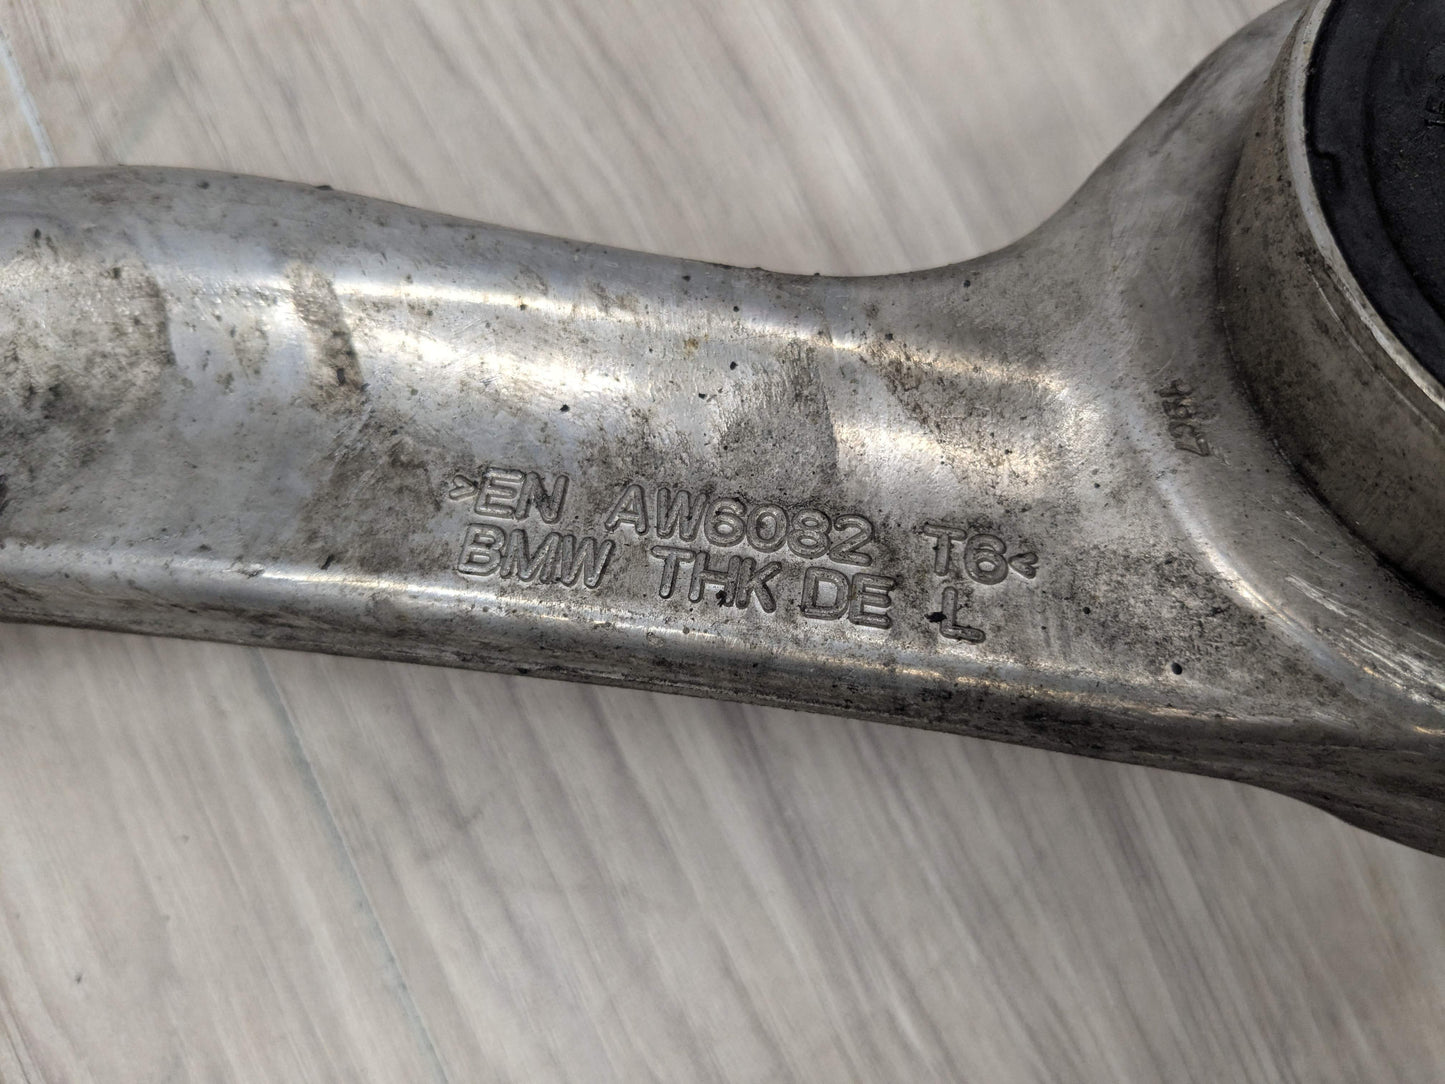 >EN AW6082 T6<
BMW THK DE L